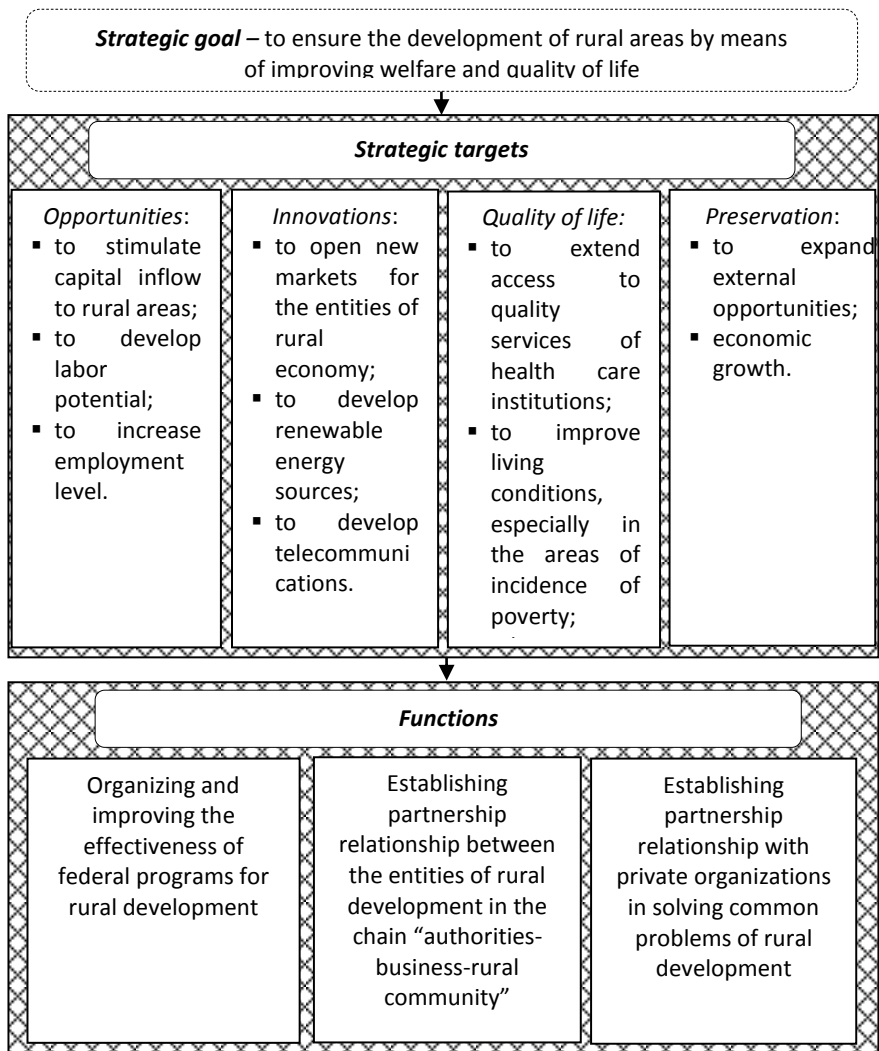 Strategic goal – to ensure the development of rural areas by means
of improving welfare and quality of life
Strategic targets
Opportunities:
▪ to stimulate
capital inflow
to rural areas;
▪ to develop
labor
potential;
▪ to increase
employment
level.
Innovations:
▪ to open new
markets for
the entities of
rural
economy;
▪ to develop
renewable
energy
sources;
▪ to develop
telecommuni
cations.
Quality of life:
▪ to extend
access to
quality
services of
health care
institutions;
▪ to improve
living
conditions,
especially in
the areas of
incidence of
poverty;
Preservation:
▪ to expand
external
opportunities;
▪ economic
growth.
Functions
Organizing and
improving the
effectiveness of
federal programs for
rural development
Establishing
partnership
relationship between
the entities of rural
development in the
chain “authorities-
business-rural
community”
Establishing
partnership
relationship with
private organizations
in solving common
problems of rural
development